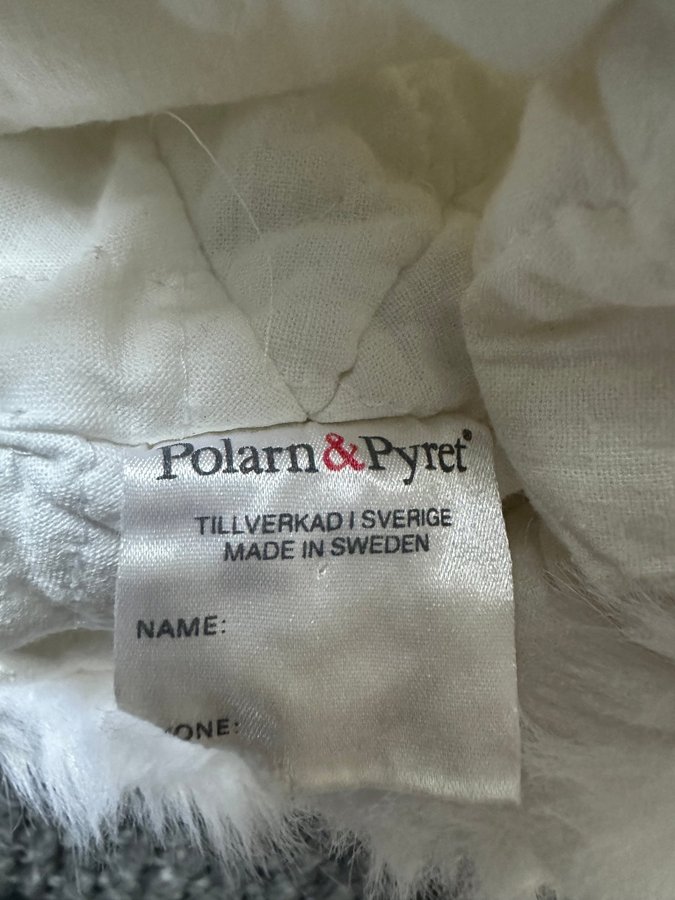 Polarn&Pyret®
TILLVERKAD I SVERIGE
MADE IN SWEDEN
NAME: